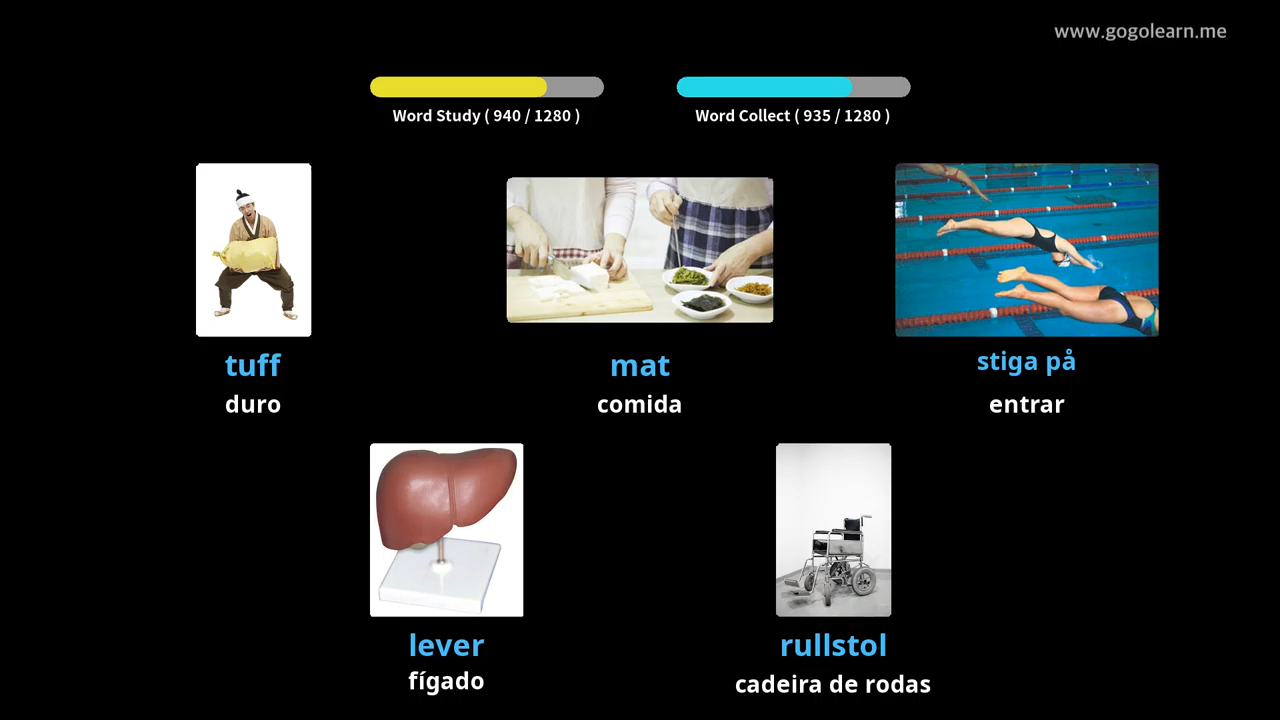 www.gogolearn.me
Word Study ( 940 / 1280 )
Word Collect ( 935 / 1280 )
tuff
duro
mat
comida
stiga på
entrar
lever
fígado
rullstol
cadeira de rodas